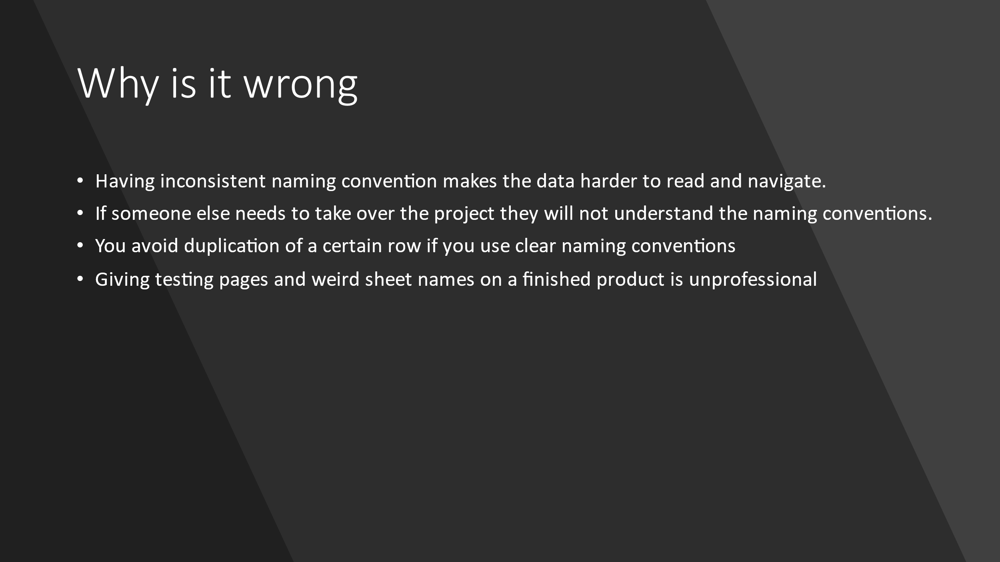 Why is it wrong
• Having inconsistent naming convention makes the data harder to read and navigate.
• If someone else needs to take over the project they will not understand the naming conventions.
• You avoid duplication of a certain row if you use clear naming conventions
• Giving testing pages and weird sheet names on a finished product is unprofessional